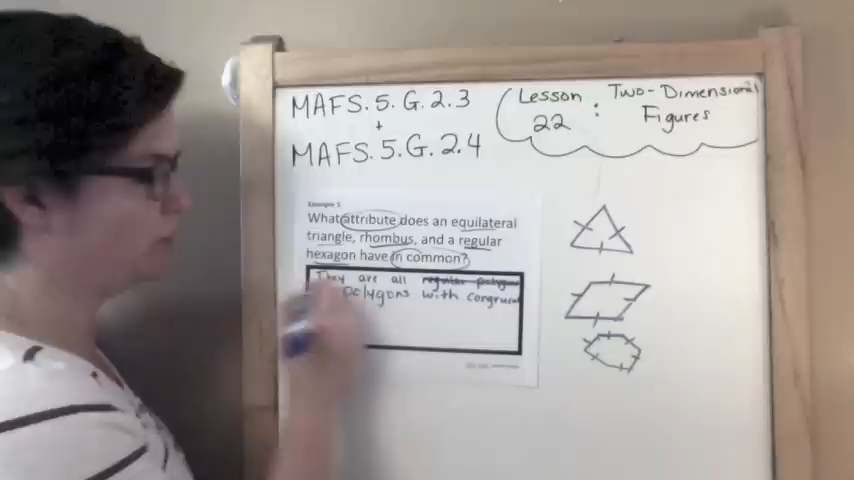 MAFS.5.G.2.3
+
MAFS.5.G.2.4
Lesson 22 : Two-Dimensional Figures
Example 1:
What attribute does an equilateral
triangle, rhombus, and a regular
hexagon have in common?
They are all regular polygon
polygons with congruent